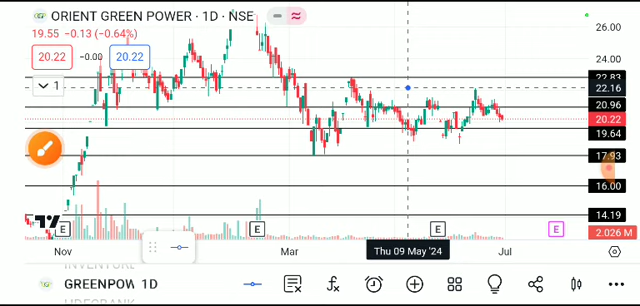 ORIENT GREEN POWER · 1D · NSE
19.55 −0.13 (−0.64%)
20.22 −0.00 20.22
1
26.00
24.00
22.83
22.16
20.96
20.22
19.64
17.93
16.00
14.19
2.026 M
E E E E
Nov Mar Thu 09 May '24 Jul
GREENPOW 1D